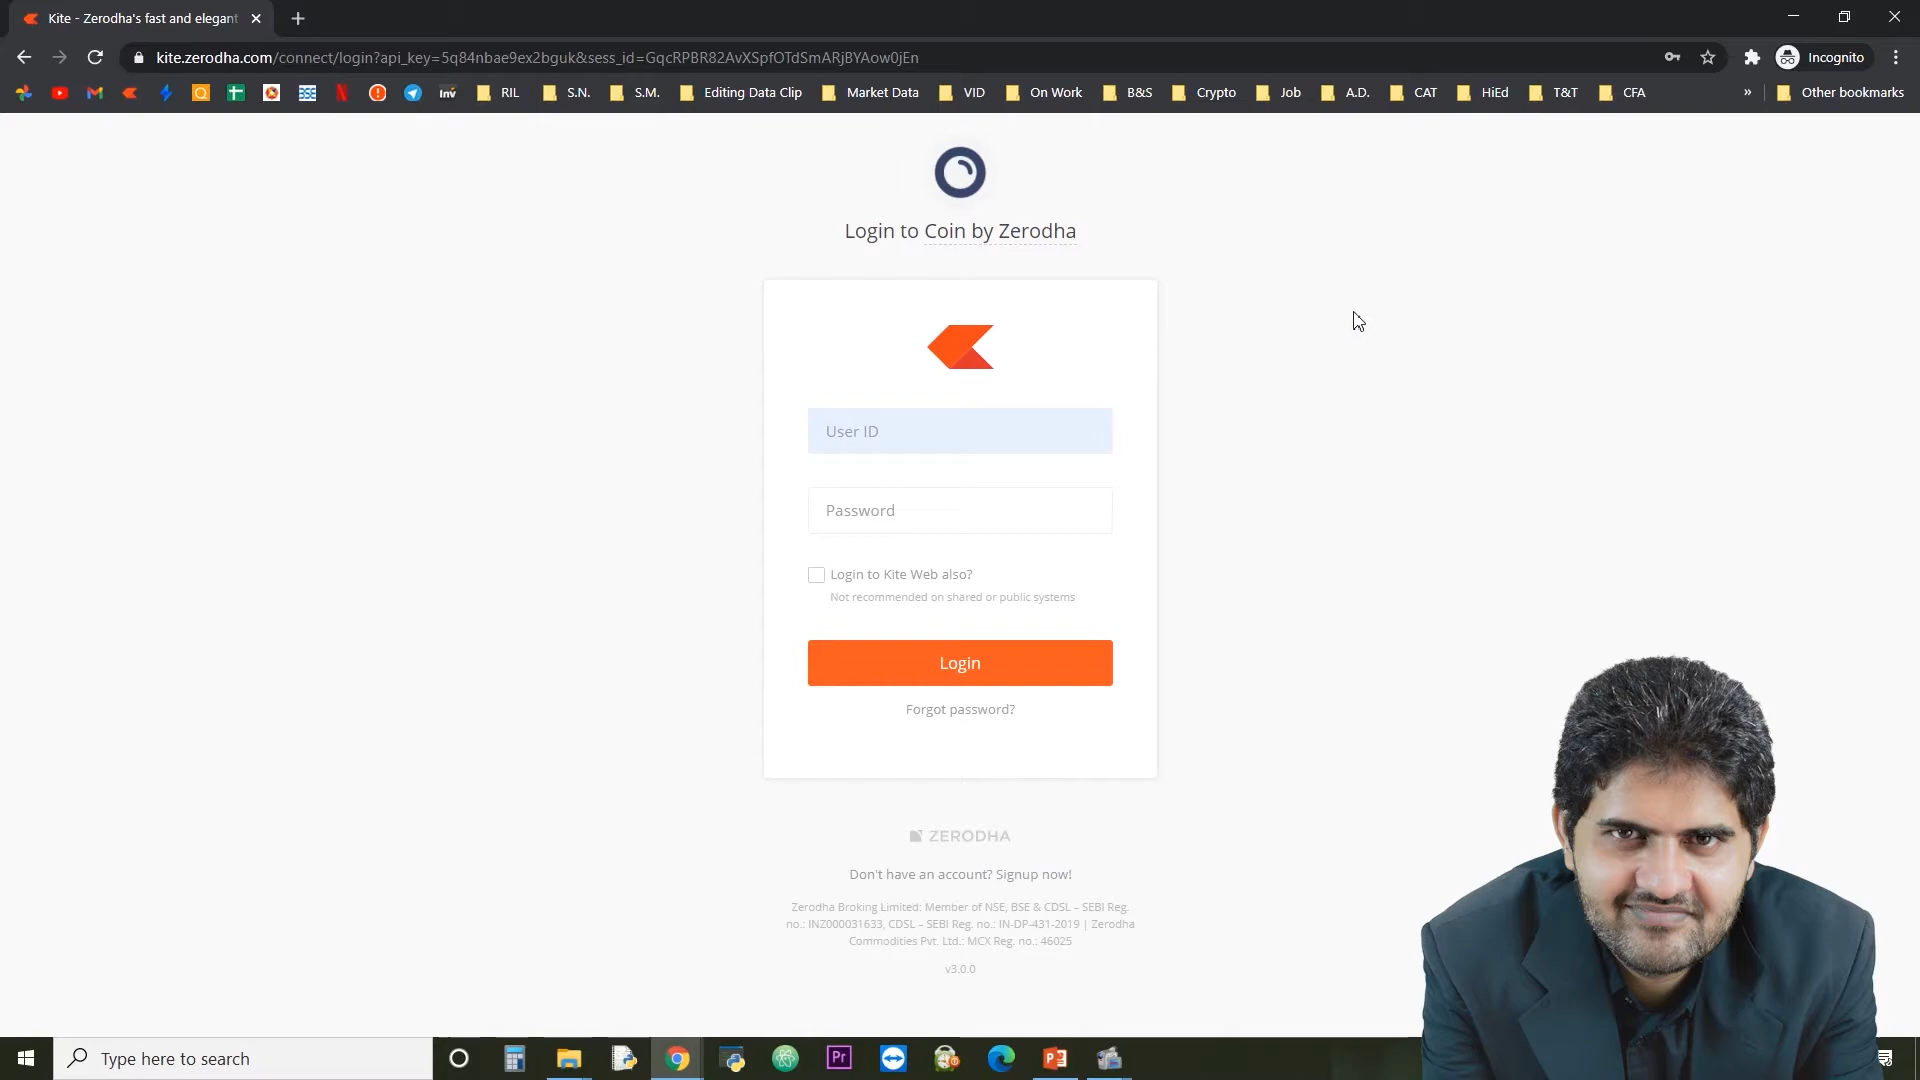 Kite - Zerodha's fast and elegant
kite.zerodha.com/connect/login?api_key=5q84nbae9ex2bguk&sess_id=GqcRPBR82AvXSpfOTdSmARjBYAow0jEn
Incognito
Inv
RIL
S.N.
S.M.
Editing Data Clip
Market Data
VID
On Work
B&S
Crypto
Job
A.D.
CAT
HiEd
T&T
CFA
»
Other bookmarks
Login to Coin by Zerodha
User ID
Password
Login to Kite Web also?
Not recommended on shared or public systems
Login
Forgot password?
ZERODHA
Don't have an account? Signup now!
Zerodha Broking Limited: Member of NSE, BSE & CDSL – SEBI Reg.
no.: INZ000031633, CDSL – SEBI Reg. no.: IN-DP-431-2019 | Zerodha
Commodities Pvt. Ltd.: MCX Reg. no.: 46025
v3.0.0
Type here to search
Pr